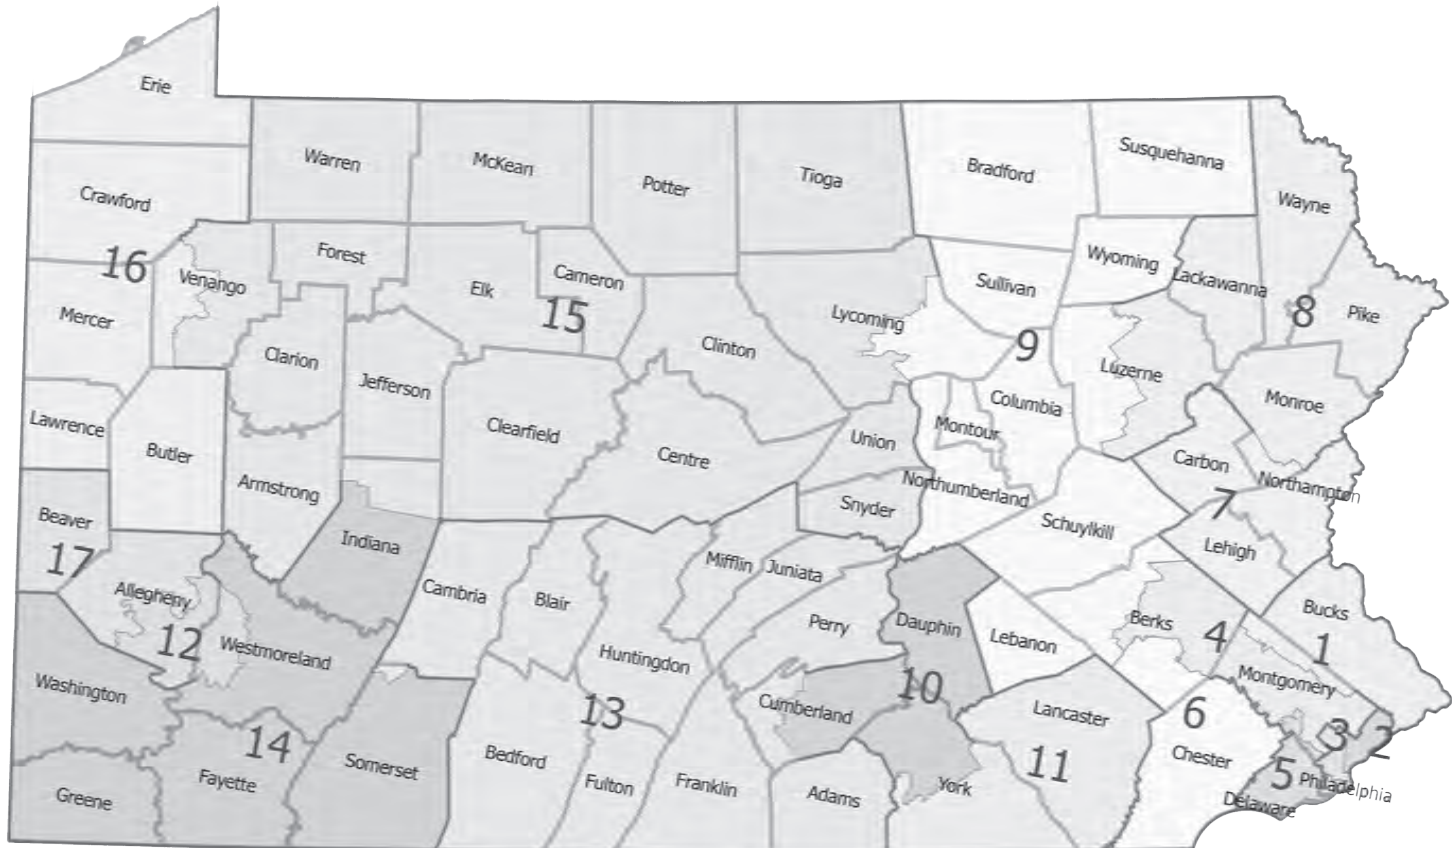 Erie
Warren
McKean
Potter
Tioga
Bradford
Susquehanna
Wayne
Crawford
16
Venango
Forest
Elk
Cameron
15
Lycoming
Sullivan
Wyoming
Lackawanna
8
Pike
Mercer
Clarion
Jefferson
Clinton
9
Luzerne
Monroe
Lawrence
Butler
Armstrong
Clearfield
Centre
Union
Montour
Columbia
Carbon
Northampton
7
Beaver
17
Indiana
Snyder
Northumberland
Schuylkill
Lehigh
Allegheny
12
Westmoreland
Cambria
Blair
Mifflin
Juniata
Perry
Dauphin
Lebanon
Berks
4
Bucks
1
Washington
Huntingdon
13
Cumberland
10
Lancaster
11
6
Montgomery
3
2
14
Greene
Fayette
Somerset
Bedford
Fulton
Franklin
Adams
York
Chester
5
Philadelphia
Delaware